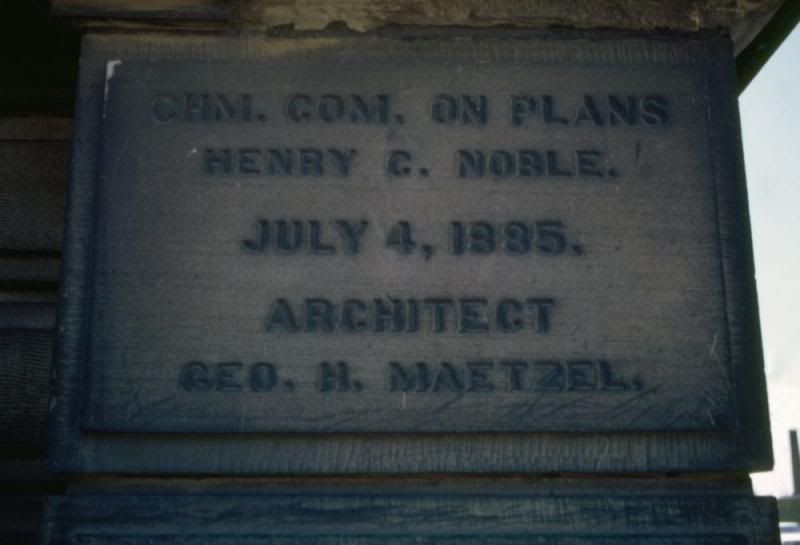 CHM. COM. ON PLANS
HENRY C. NOBLE.
JULY 4, 1885.
ARCHITECT
GEO. H. MAETZEL.